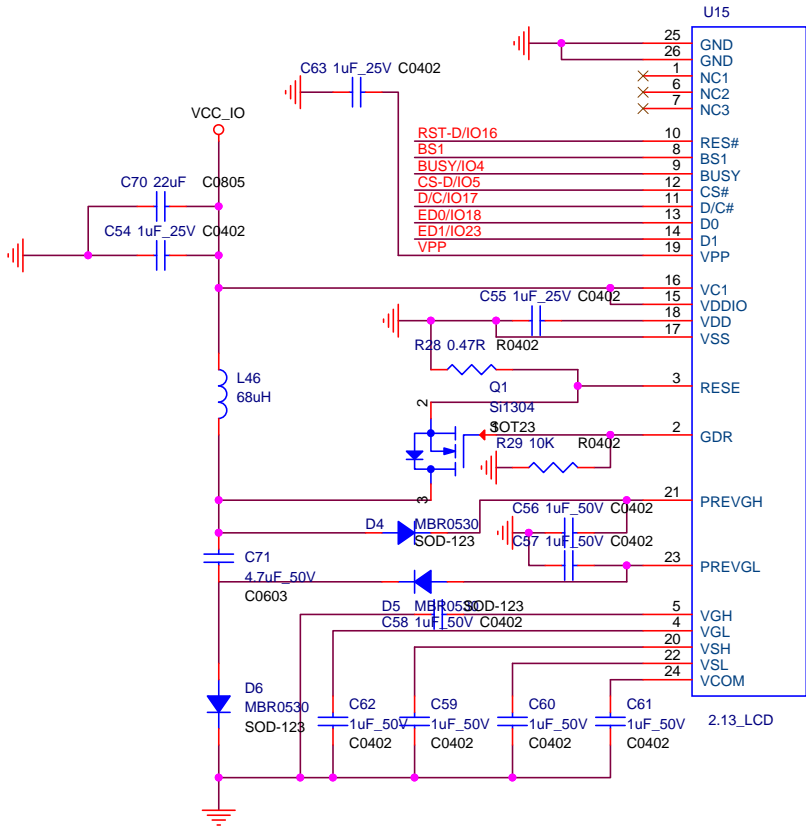 U15
25 GND
26 GND
1 NC1
6 NC2
7 NC3
C63 1uF_25V C0402
VCC_IO
RST-D/IO16 10 RES#
BS1 8 BS1
BUSY/IO4 9 BUSY
CS-D/IO5 12 CS#
D/C/IO17 11 D/C#
ED0/IO18 13 D0
ED1/IO23 14 D1
VPP 19 VPP
C70 22uF C0805
C54 1uF_25V C0402
16 VC1
15 VDDIO
C55 1uF_25V C0402
18 VDD
17 VSS
R28 0.47R R0402
L46
68uH
3 RESE
Q1
Si1304
SOT23
2
1
3
2 GDR
R29 10K R0402
21 PREVGH
C56 1uF_50V C0402
D4 MBR0530
SOD-123
C57 1uF_50V C0402
23 PREVGL
C71
4.7uF_50V
C0603
D5 MBR0530 SOD-123
C58 1uF_50V C0402
5 VGH
4 VGL
20 VSH
22 VSL
24 VCOM
D6
MBR0530
SOD-123
C62
1uF_50V
C0402
C59
1uF_50V
C0402
C60
1uF_50V
C0402
C61
1uF_50V
C0402
2.13_LCD